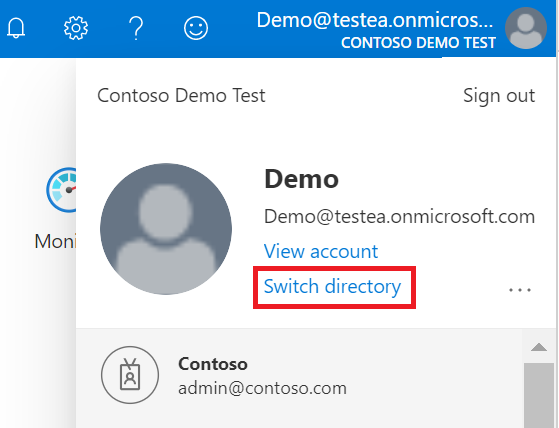 Demo@testea.onmicros...
CONTOSO DEMO TEST
Contoso Demo Test
Sign out
Demo
Demo@testea.onmicrosoft.com
View account
Switch directory
...
Moni
Contoso
admin@contoso.com